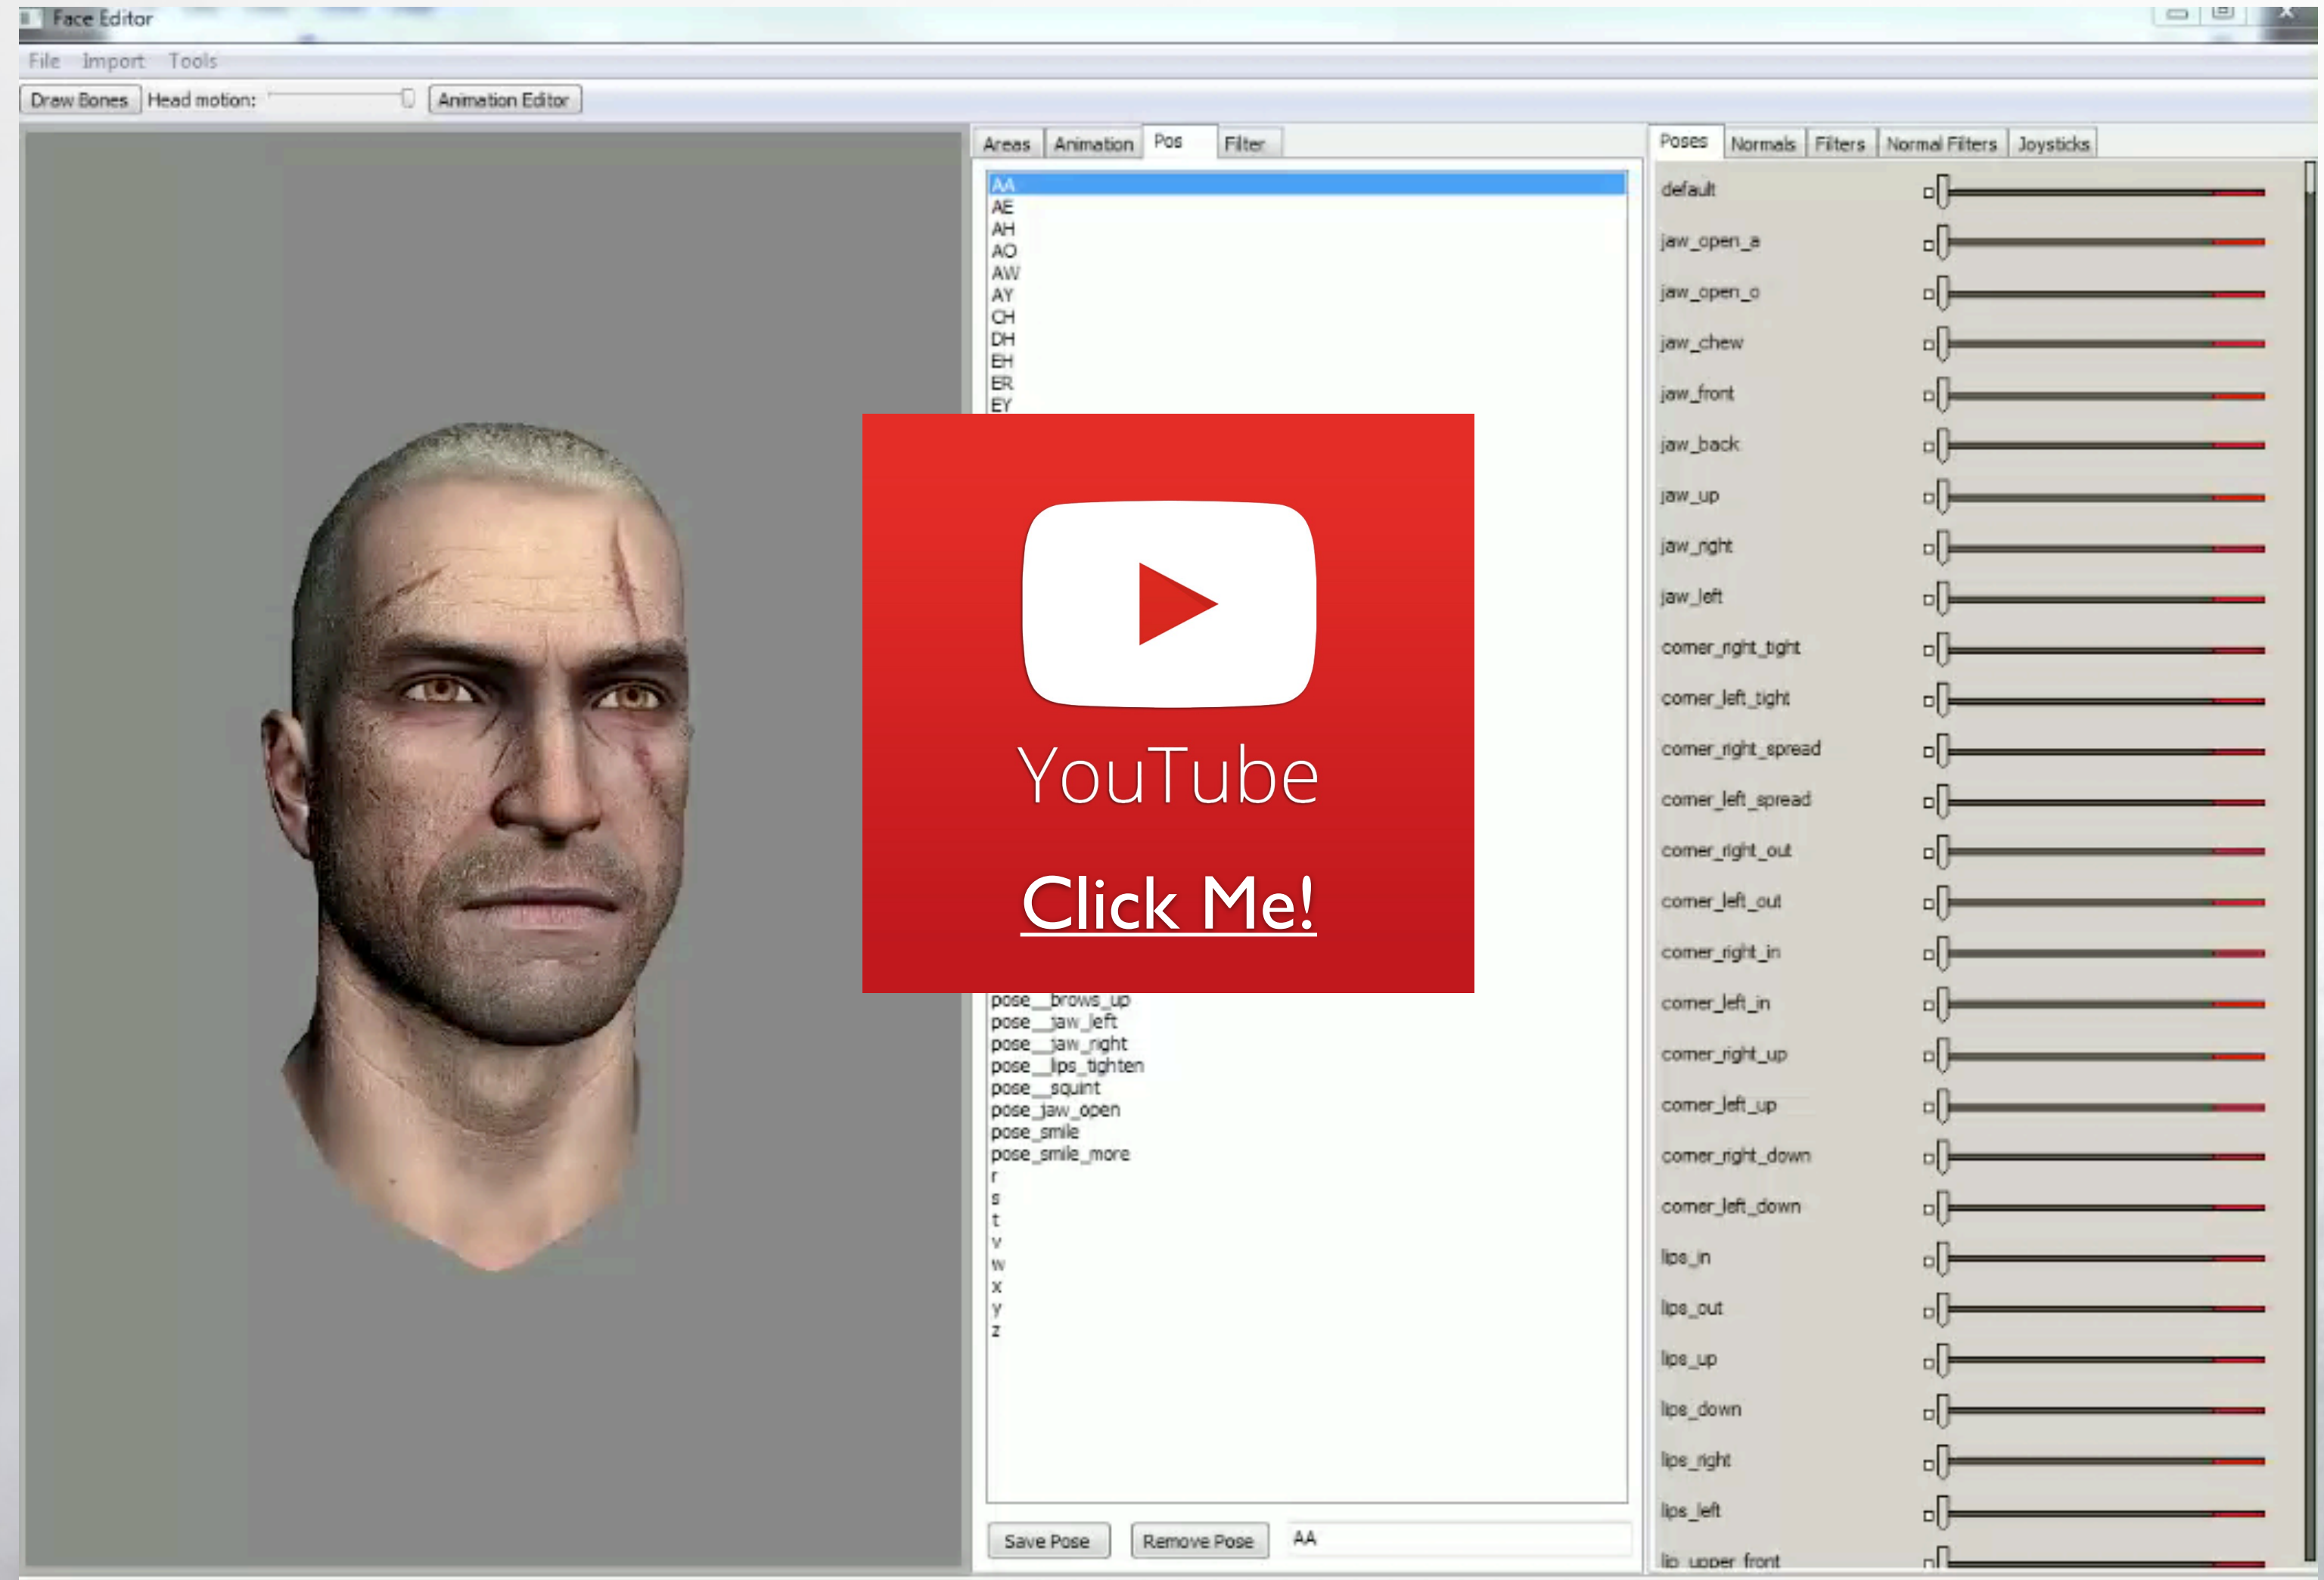 Face Editor
File Import Tools
Draw Bones Head motion: Animation Editor
Areas Animation Pos Filter
AA
AE
AH
AO
AW
AY
CH
DH
EH
ER
EY
YouTube
Click Me!
pose__brows_up
pose__jaw_left
pose__jaw_right
pose__lips_tighten
pose__squint
pose_jaw_open
pose_smile
pose_smile_more
r
s
t
v
w
x
y
z
Save Pose Remove Pose AA
Poses Normals Filters Normal Filters Joysticks
default
jaw_open_a
jaw_open_o
jaw_chew
jaw_front
jaw_back
jaw_up
jaw_right
jaw_left
corner_right_tight
corner_left_tight
corner_right_spread
corner_left_spread
corner_right_out
corner_left_out
corner_right_in
corner_left_in
corner_right_up
corner_left_up
corner_right_down
corner_left_down
lips_in
lips_out
lips_up
lips_down
lips_right
lips_left
lip_upper_front